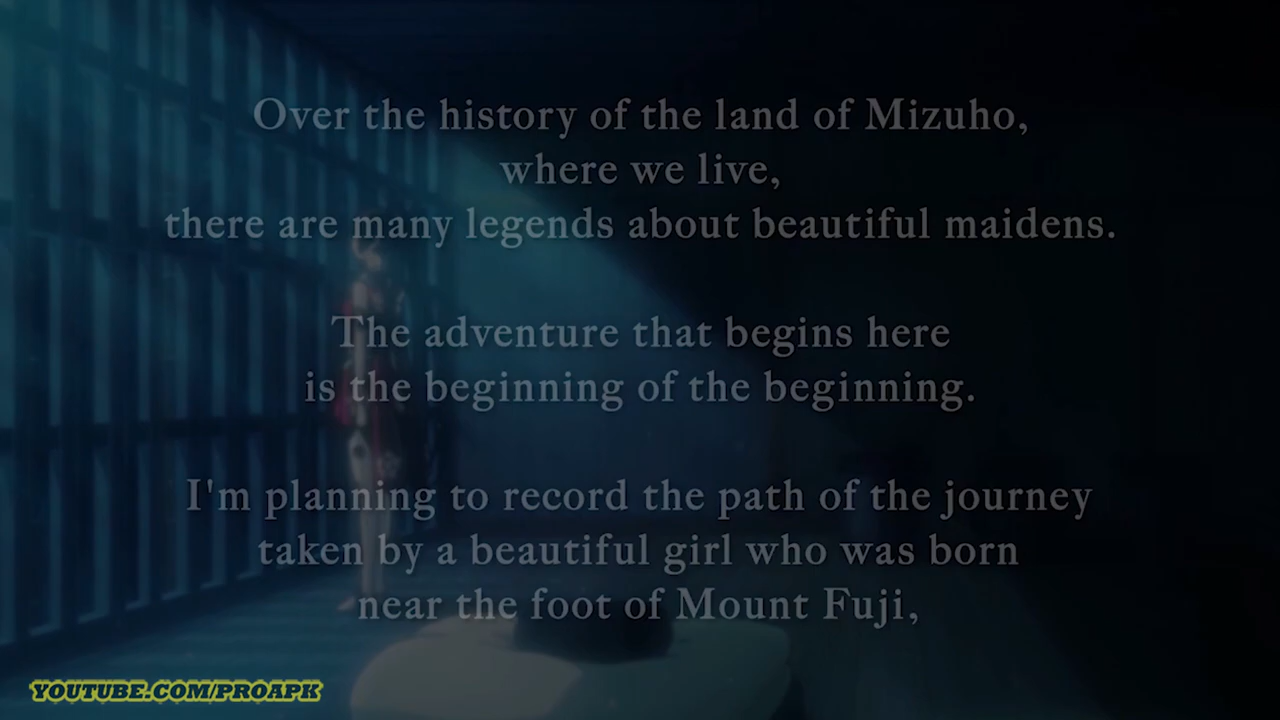 Over the history of the land of Mizuho,
where we live,
there are many legends about beautiful maidens.
The adventure that begins here
is the beginning of the beginning.
I'm planning to record the path of the journey
taken by a beautiful girl who was born
near the foot of Mount Fuji,
YOUTUBE.COM/PROAPK